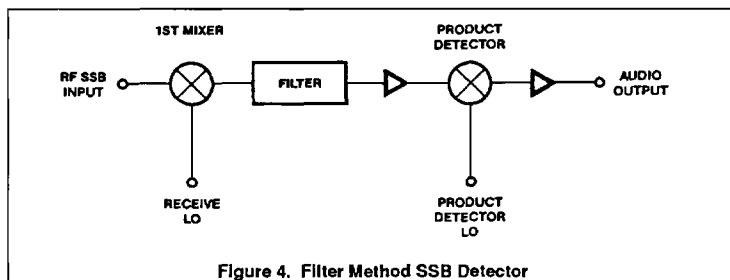 1ST MIXER
PRODUCT
DETECTOR
RF SSB
INPUT
FILTER
AUDIO
OUTPUT
RECEIVE
LO
PRODUCT
DETECTOR
LO
Figure 4. Filter Method SSB Detector